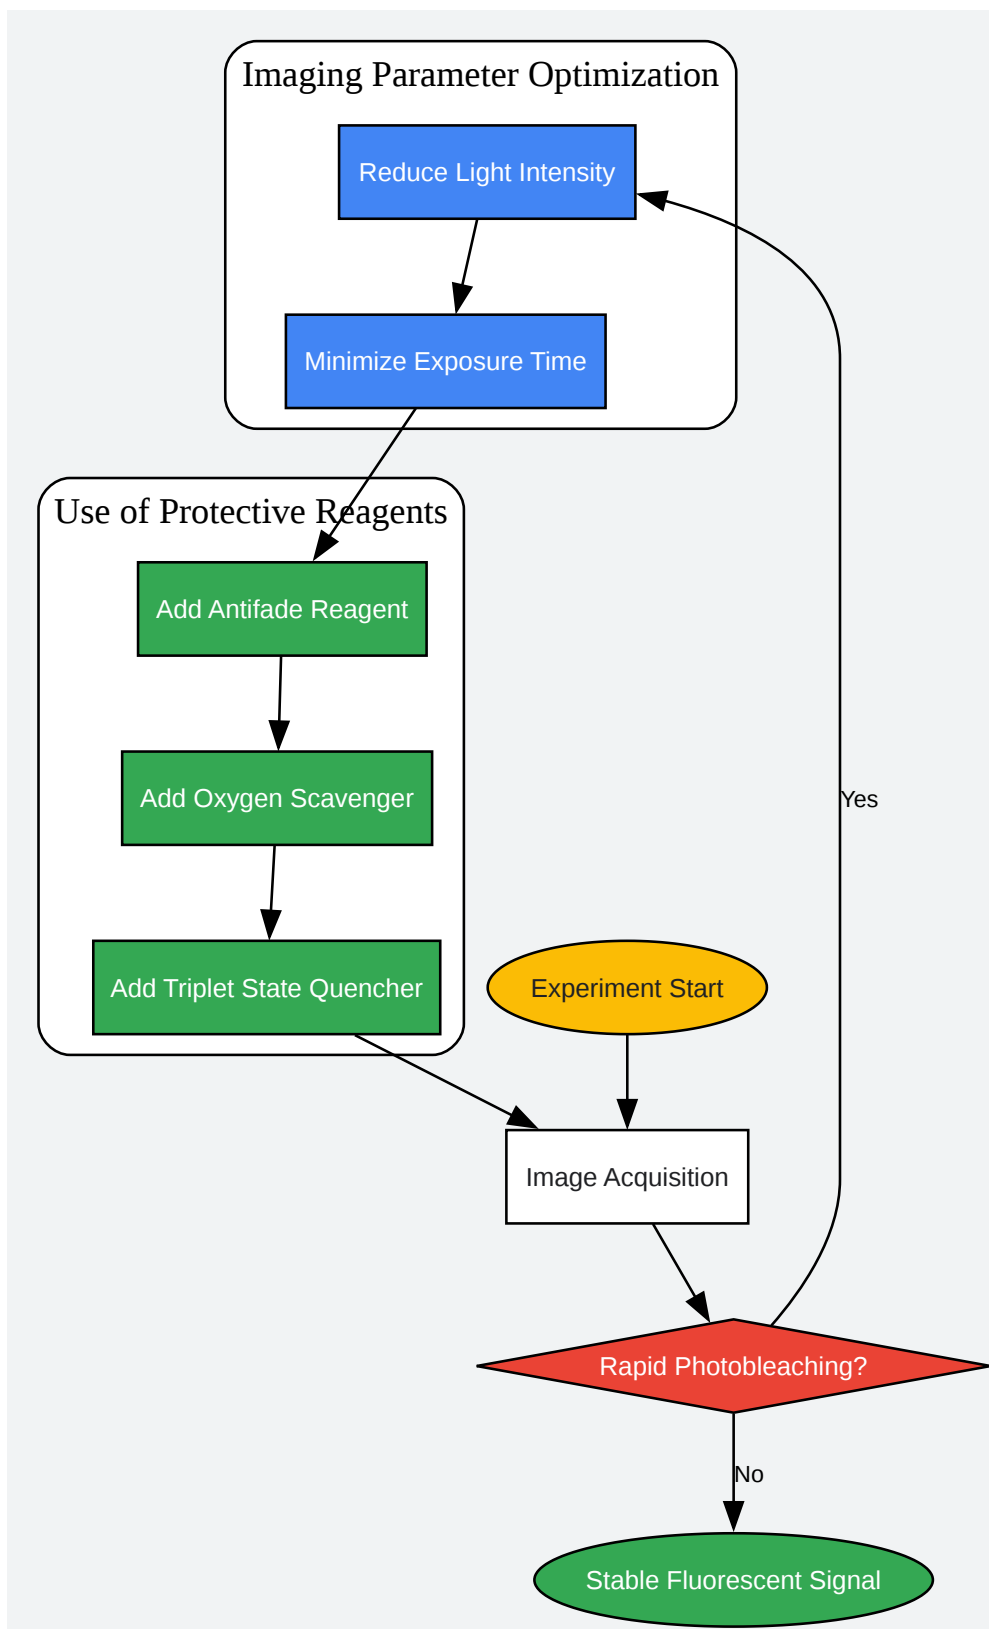 Imaging Parameter Optimization
Reduce Light Intensity
Minimize Exposure Time
Use of Protective Reagents
Add Antifade Reagent
Add Oxygen Scavenger
Yes
Add Triplet State Quencher
Experiment Start
Image Acquisition
Rapid Photobleaching?
No
Stable Fluorescent Signal